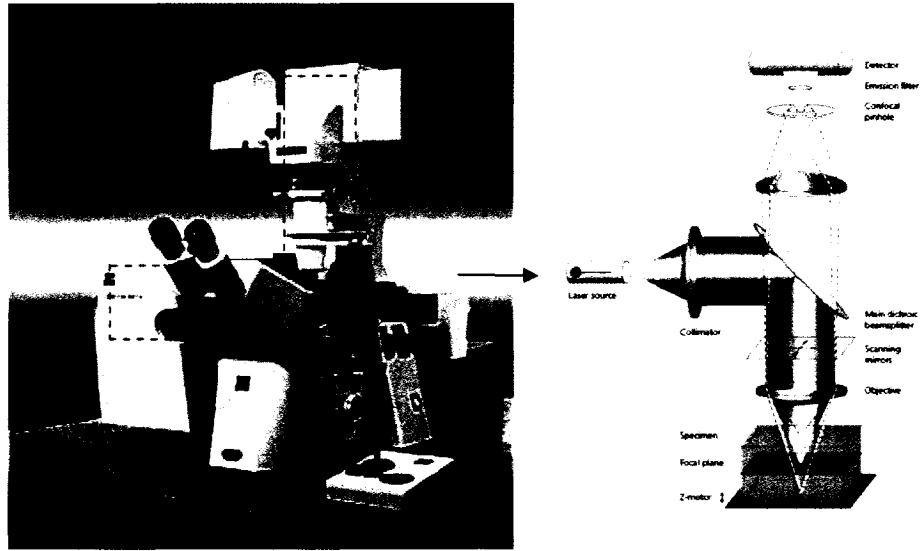 Detector
Emission filter
Confocal
pinhole
Laser source
Collimator
Main dichroic
beamsplitter
Scanning
mirrors
Objective
Specimen
Focal plane
Z-motor